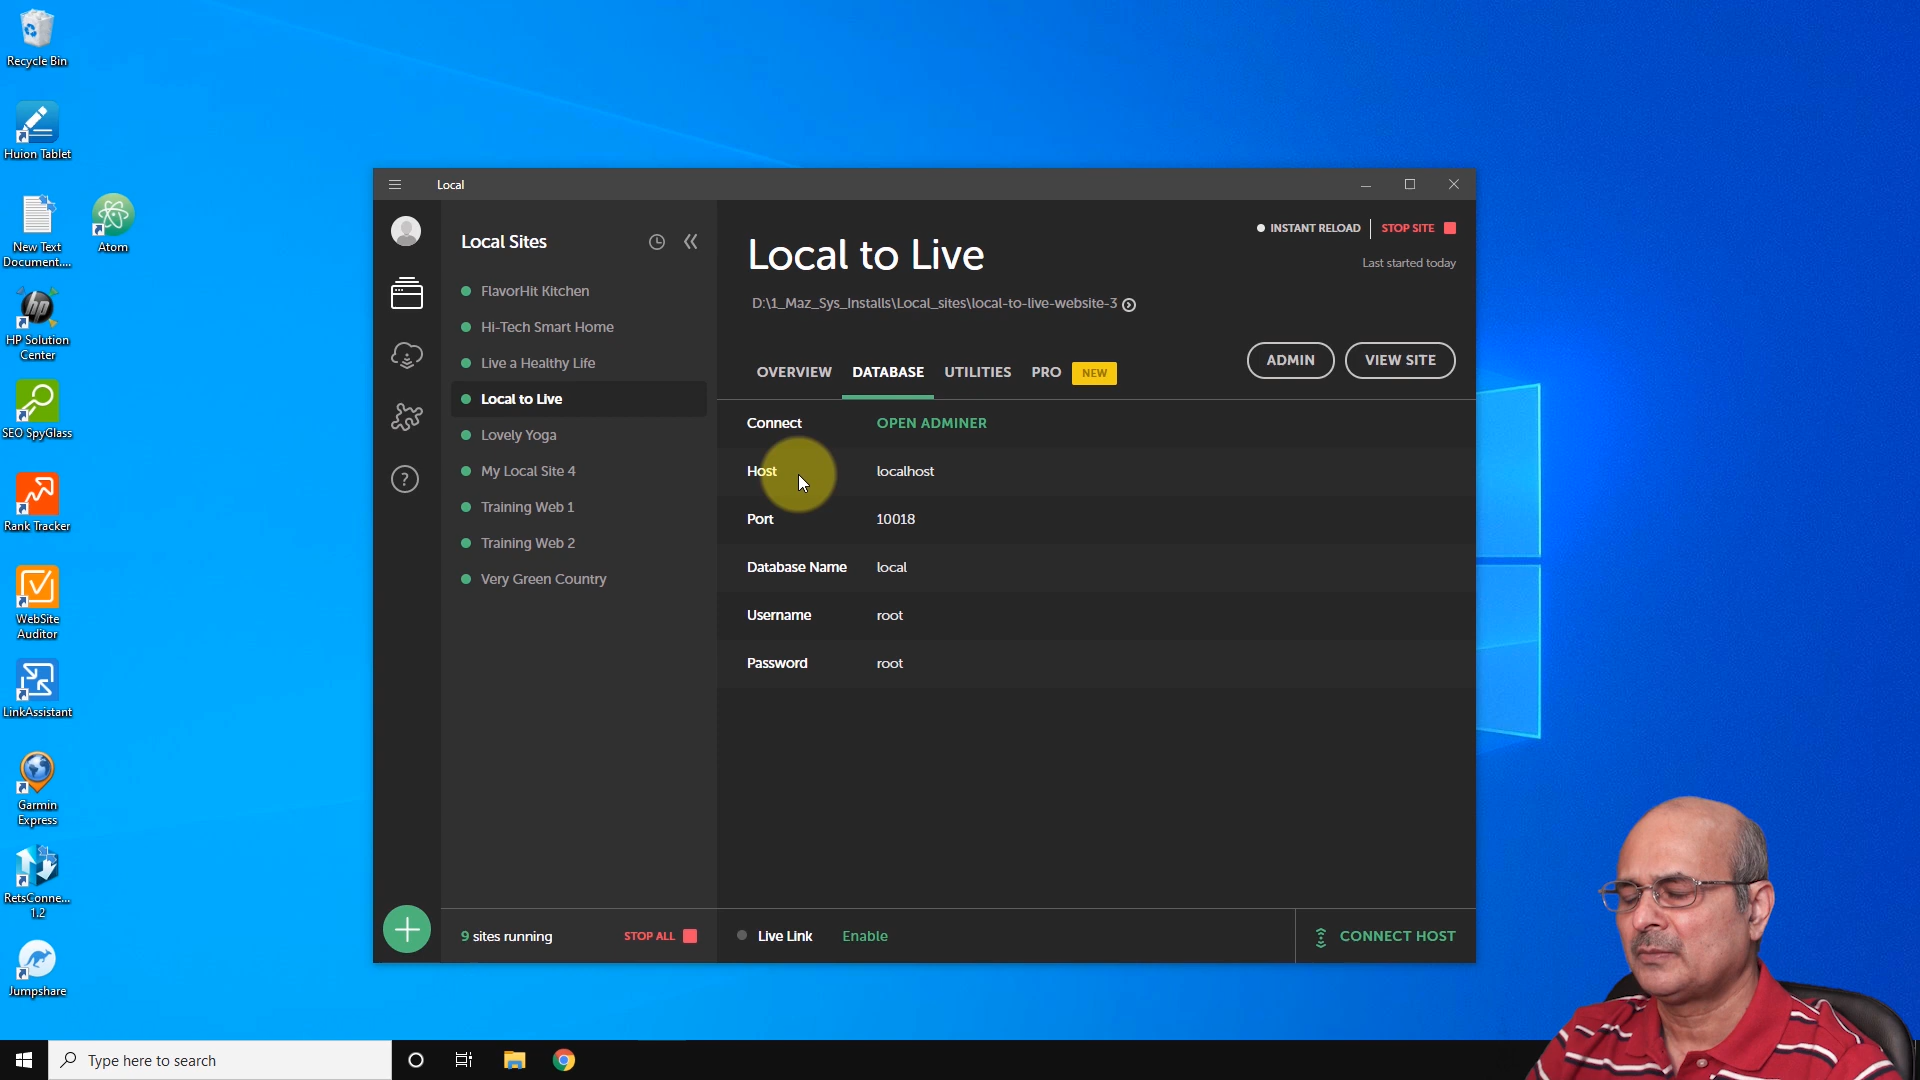 Recycle Bin
Huion Tablet
New Text
Document....
Atom
HP Solution
Center
SEO SpyGlass
Rank Tracker
WebSite
Auditor
LinkAssistant
Garmin
Express
RetsConne...
1.2
Jumpshare
Local
Local Sites
FlavorHit Kitchen
Hi-Tech Smart Home
Live a Healthy Life
Local to Live
Lovely Yoga
My Local Site 4
Training Web 1
Training Web 2
Very Green Country
9 sites running
STOP ALL
INSTANT RELOAD
STOP SITE
Local to Live
Last started today
D:\1_Maz_Sys_Installs\Local_sites\local-to-live-website-3
ADMIN
VIEW SITE
OVERVIEW DATABASE UTILITIES PRO NEW
Connect OPEN ADMINER
Host localhost
Port 10018
Database Name local
Username root
Password root
Live Link Enable
CONNECT HOST
Type here to search